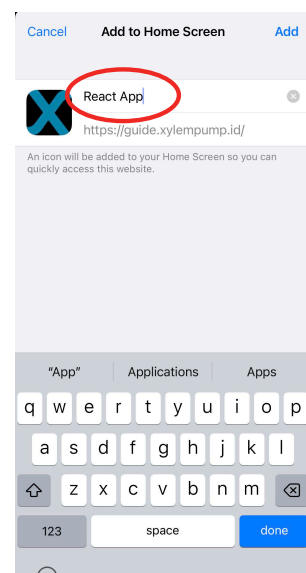 Cancel Add to Home Screen Add
React App
https://guide.xylempump.id/
An icon will be added to your Home Screen so you can
quickly access this website.
“App” Applications Apps
q w e r t y u i o p
a s d f g h j k l
z x c v b n m
123 space done